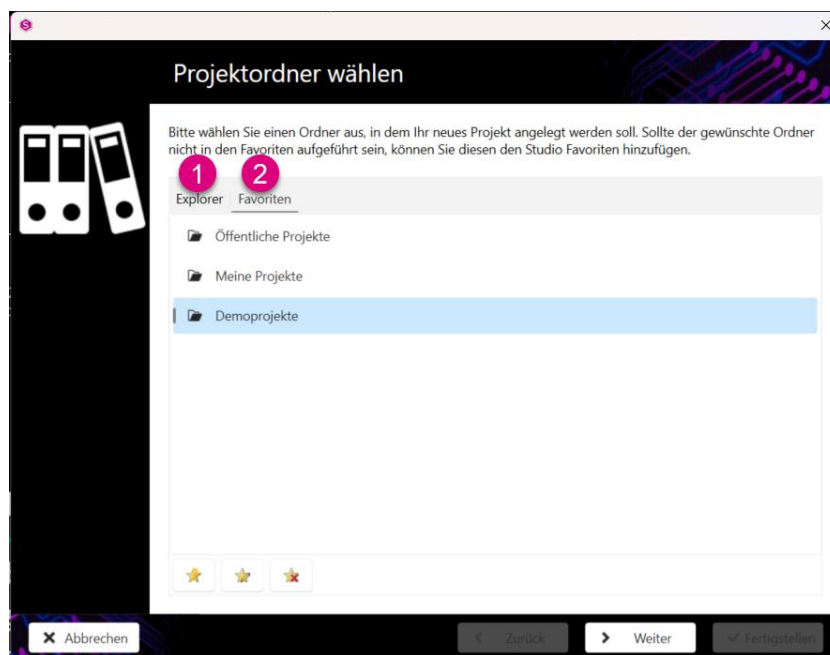 S
Projektordner wählen
Bitte wählen Sie einen Ordner aus, in dem Ihr neues Projekt angelegt werden soll. Sollte der gewünschte Ordner
nicht in den Favoriten aufgeführt sein, können Sie diesen den Studio Favoriten hinzufügen.
1 2
Explorer Favoriten
Öffentliche Projekte
Meine Projekte
Demoprojekte
Abbrechen Zurück Weiter Fertigstellen